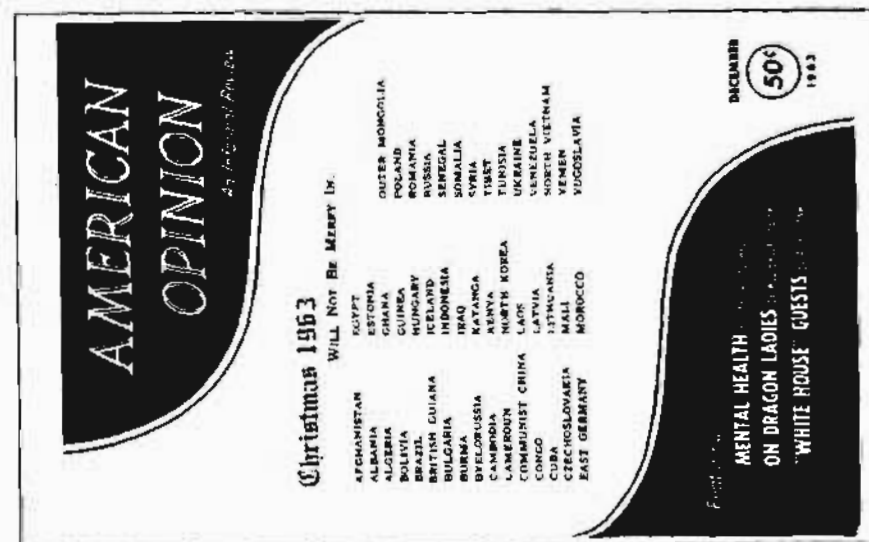 AMERICAN
OPINION
An Informal Review
Christmas 1963
WILL NOT BE MERRY IN
AFGHANISTAN
ALBANIA
ALGERIA
BOLIVIA
BRAZIL
BRITISH GUIANA
BULGARIA
BURMA
BYELORUSSIA
CAMBODIA
CAMEROUN
COMMUNIST CHINA
CONGO
CUBA
CZECHOSLOVAKIA
EAST GERMANY
EGYPT
ESTONIA
GHANA
GUINEA
HUNGARY
ICELAND
INDONESIA
IRAQ
KATANGA
KENYA
NORTH KOREA
LAOS
LATVIA
LITHUANIA
MALI
MOROCCO
OUTER MONGOLIA
POLAND
ROMANIA
RUSSIA
SENEGAL
SOMALIA
SYRIA
TIBET
TUNISIA
UKRAINE
VENEZUELA
NORTH VIETNAM
YEMEN
YUGOSLAVIA
MENTAL HEALTH
ON DRAGON LADIES
"WHITE HOUSE" GUESTS
DECEMBER
50¢
1963